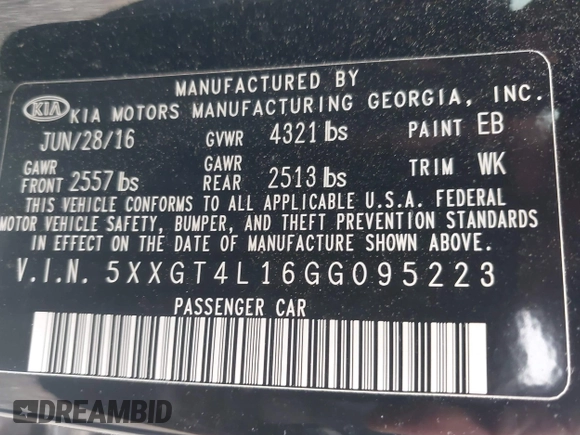 MANUFACTURED BY
KIA KIA MOTORS MANUFACTURING GEORGIA, INC.
JUN/28/16 GVWR 4321 lbs PAINT EB
GAWR FRONT 2557 lbs GAWR REAR 2513 lbs TRIM WK
THIS VEHICLE CONFORMS TO ALL APPLICABLE U.S.A. FEDERAL
MOTOR VEHICLE SAFETY, BUMPER, AND THEFT PREVENTION STANDARDS
IN EFFECT ON THE DATE OF MANUFACTURE SHOWN ABOVE.
V.I.N. 5XXGT4L16GG095223
PASSENGER CAR
DREAMBID